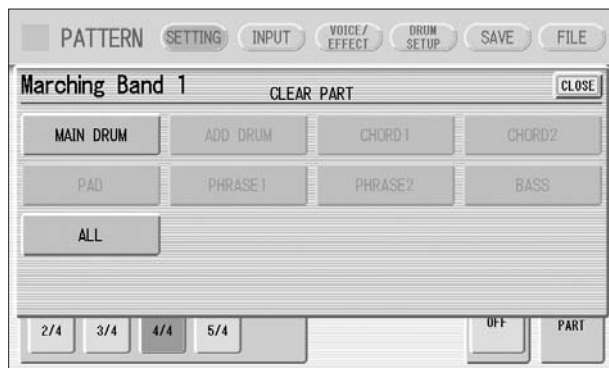 PATTERN SETTING INPUT VOICE/ EFFECT DRUM SETUP SAVE FILE
Marching Band 1 CLEAR PART CLOSE
MAIN DRUM ADD DRUM CHORD1 CHORD2
PAD PHRASE1 PHRASE2 BASS
ALL
2/4 3/4 4/4 5/4 OFF PART